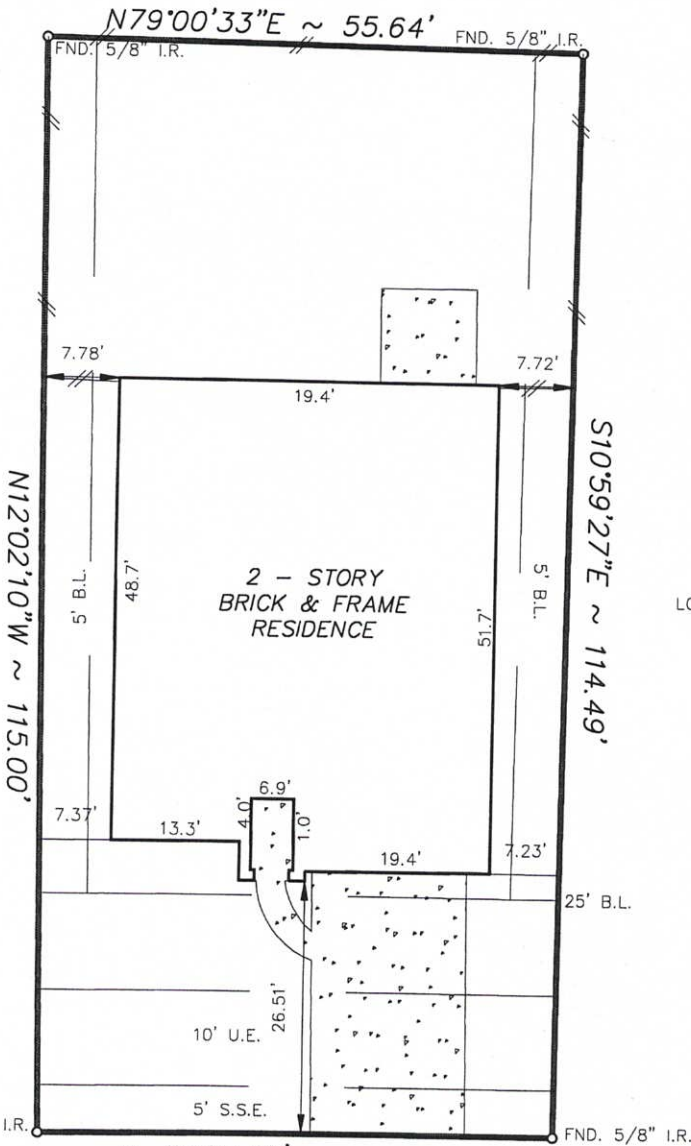 N79°00'33"E ~ 55.64'
FND. 5/8" I.R.
FND. 5/8" I.R.
7.78'
7.72'
19.4'
N12°02'10"W ~ 115.00'
5' B.L.
48.7'
2 - STORY
BRICK & FRAME
RESIDENCE
51.7'
5' B.L.
S10°59'27"E ~ 114.49'
LO
6.9'
4.0'
1.0'
7.37'
13.3'
19.4'
7.23'
25' B.L.
26.51'
10' U.E.
5' S.S.E.
I.R.
FND. 5/8" I.R.